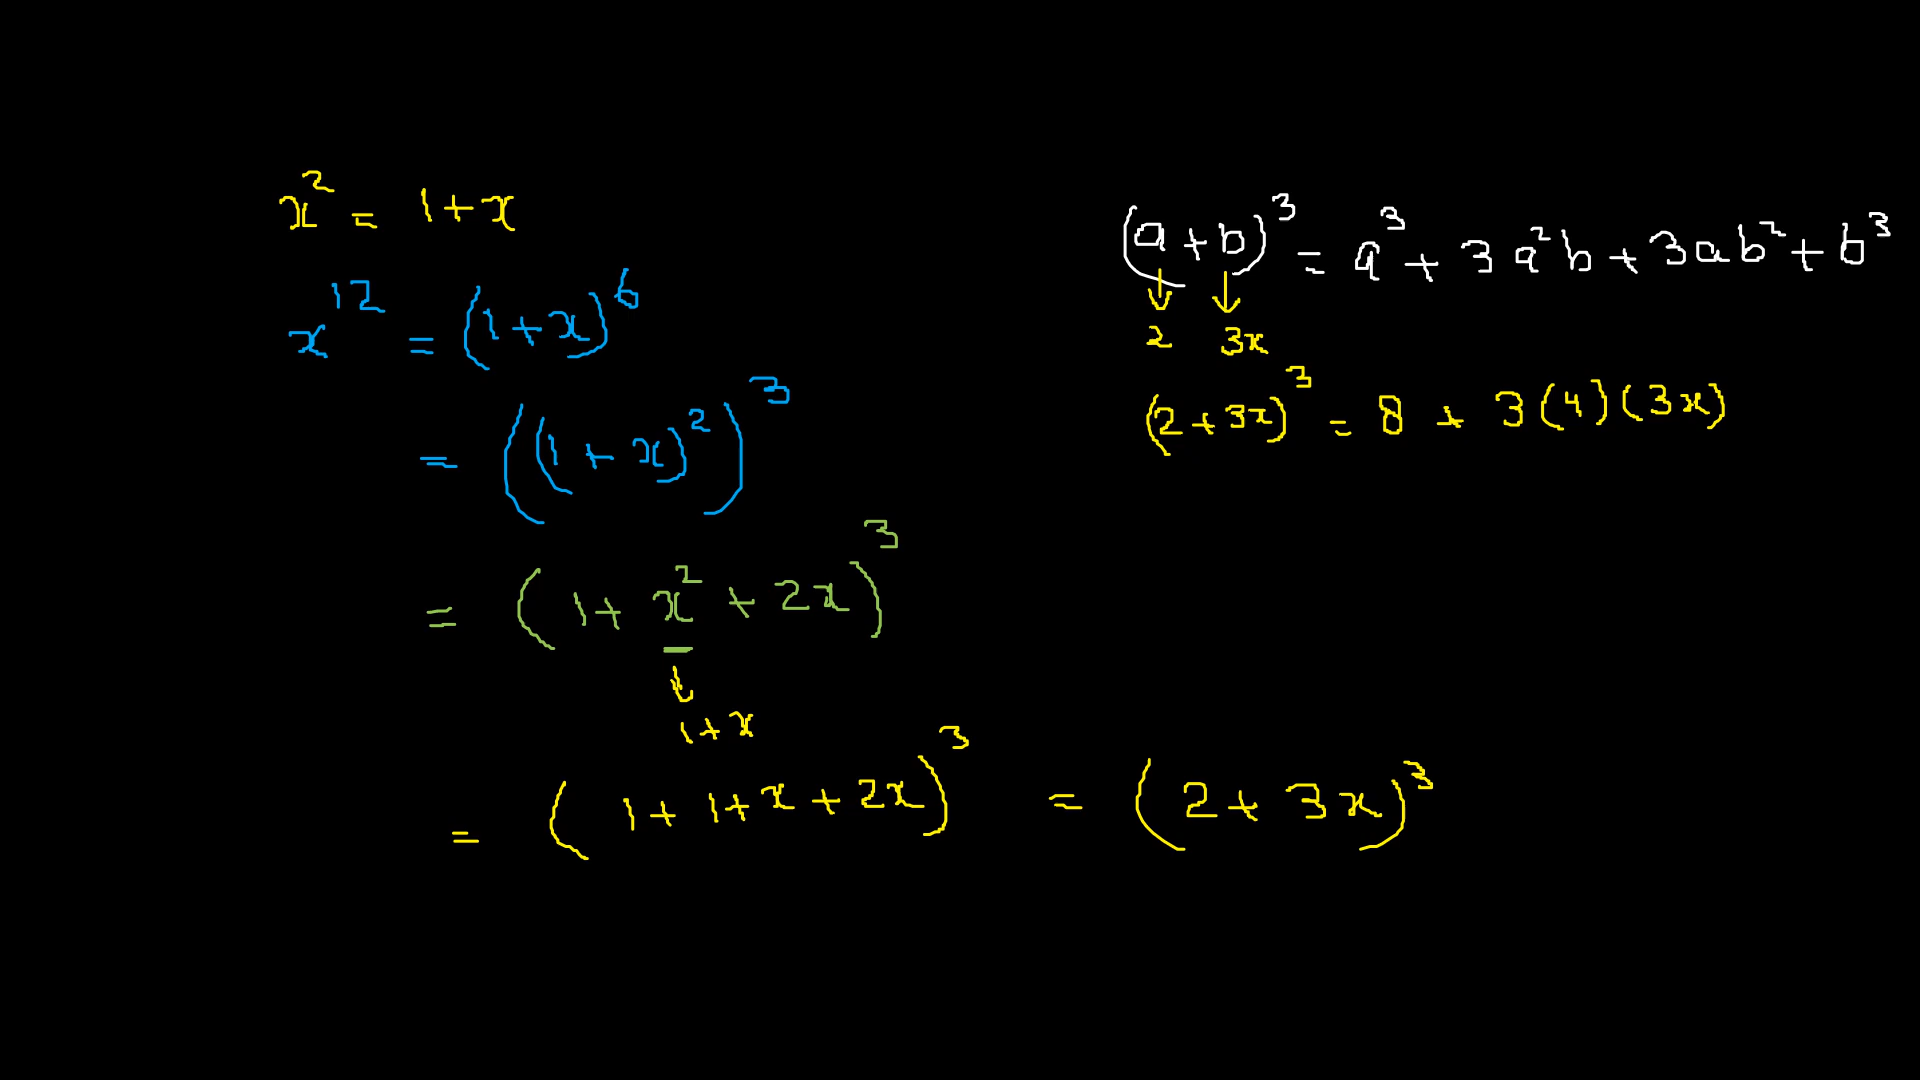 x² = 1+x
x¹² = (1+x)⁶
= ((1+x)²)³
= (1+x²+2x)³
1+x
= (1+1+x+2x)³ = (2+3x)³
(a+b)³ = a³+3a²b+3ab²+b³
2 3x
(2+3x)³ = 8 + 3(4)(3x)